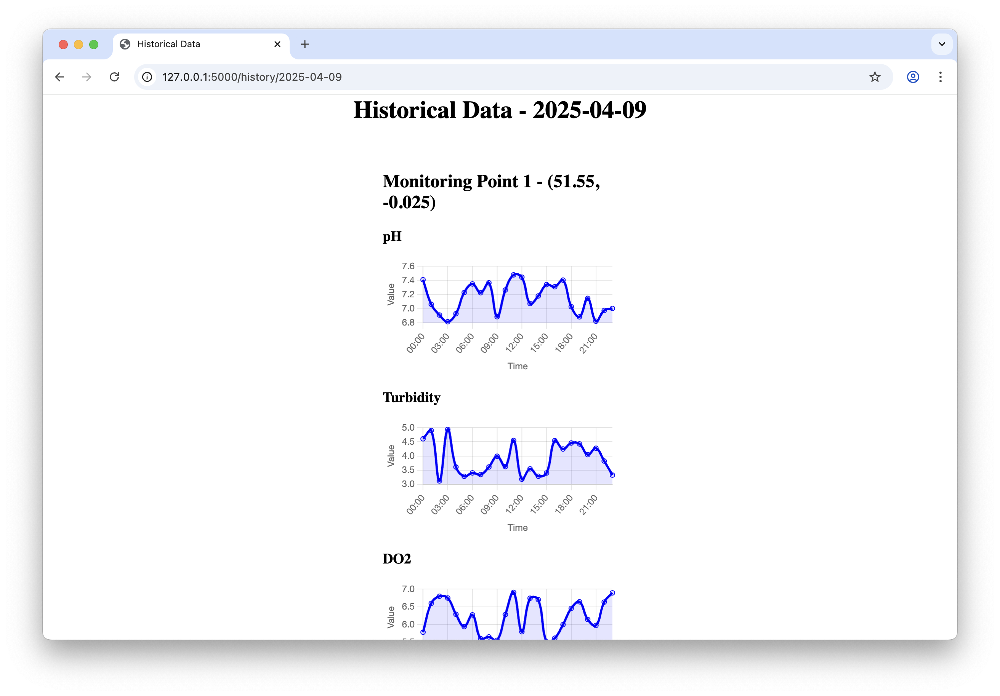 Historical Data
127.0.0.1:5000/history/2025-04-09
Historical Data - 2025-04-09
Monitoring Point 1 - (51.55,
-0.025)
pH
7.6
7.4
7.2
7.0
6.8
Value
00:00 03:00 06:00 09:00 12:00 15:00 18:00 21:00
Time
Turbidity
5.0
4.5
4.0
3.5
3.0
Value
00:00 03:00 06:00 09:00 12:00 15:00 18:00 21:00
Time
DO2
7.0
6.5
6.0
Value